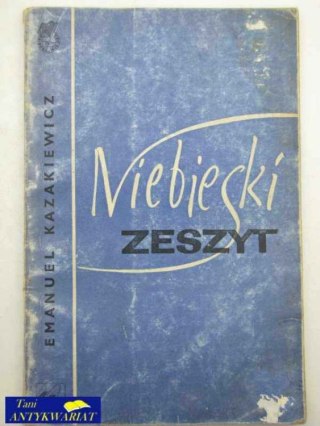 EMANUEL KAZAKIEWICZ
Niebieski
ZESZYT
Tani
ANTYKWARIAT